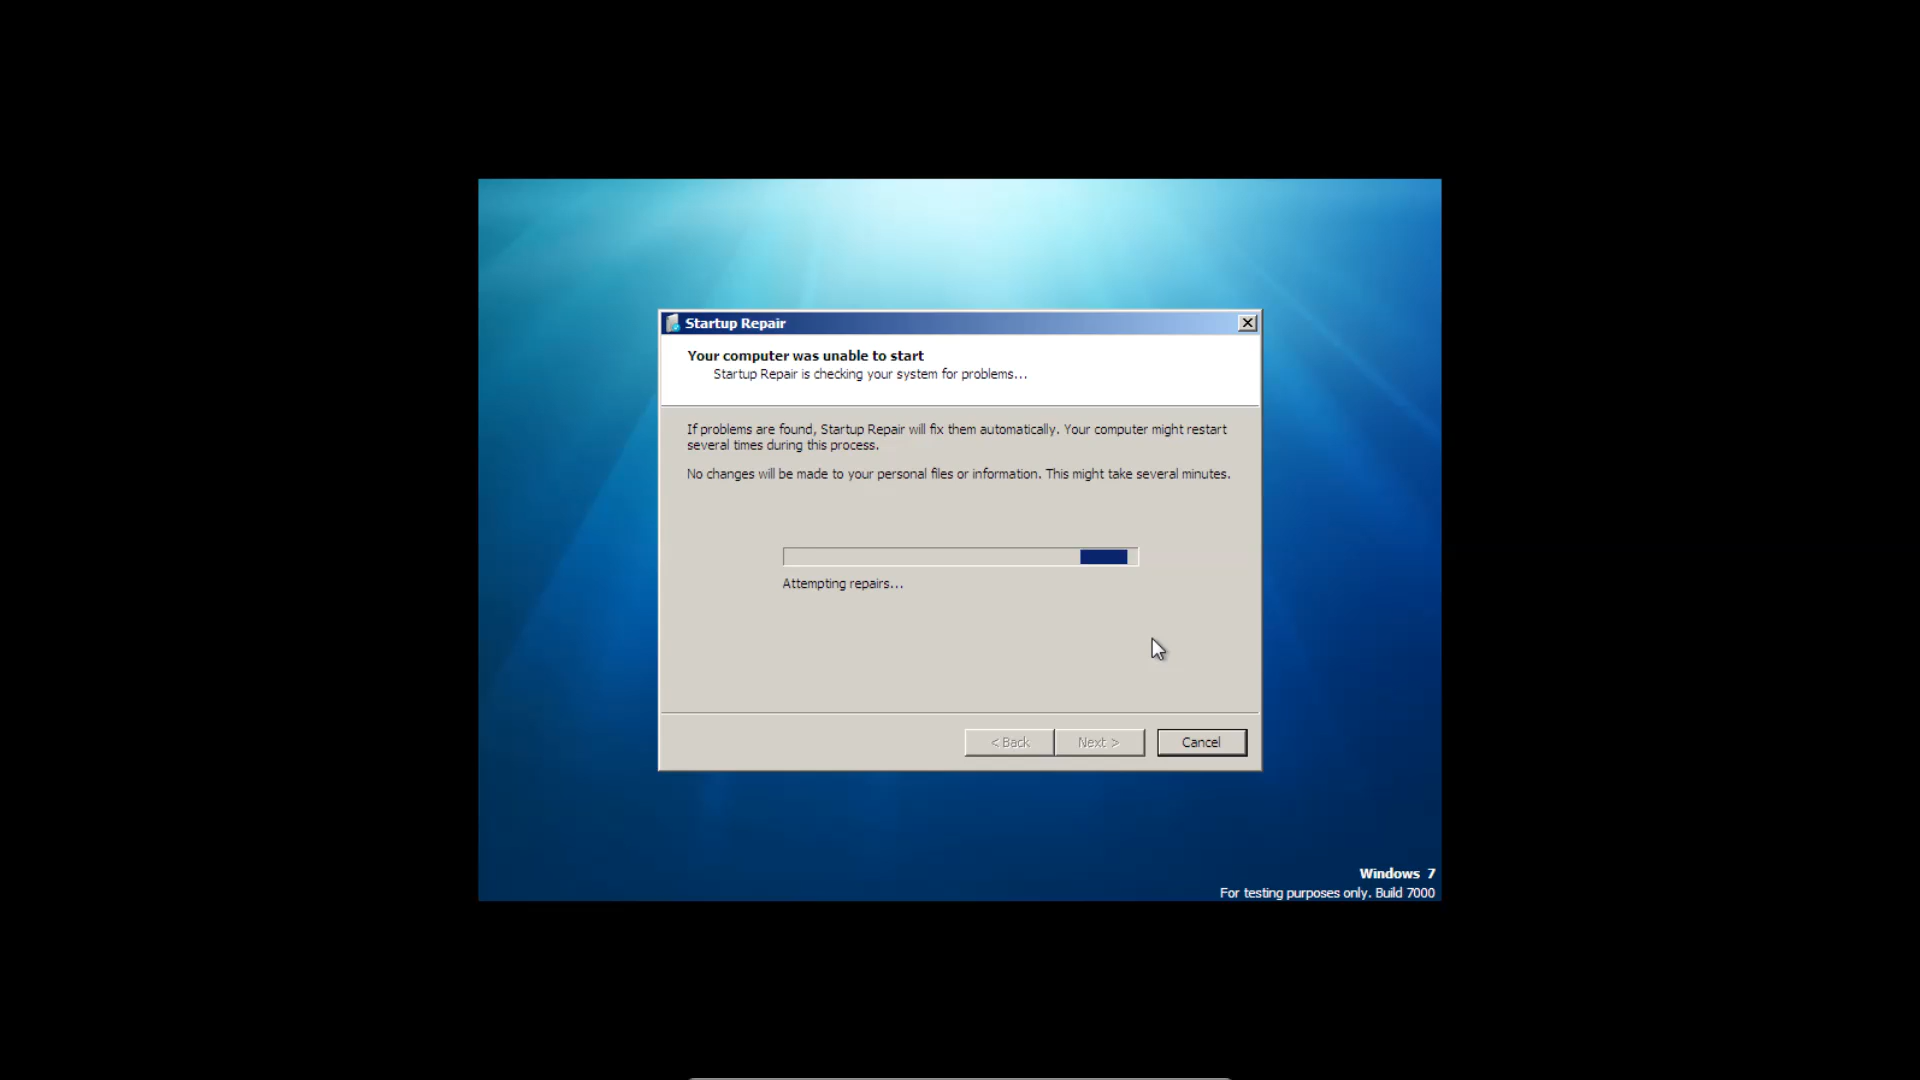 Startup Repair
Your computer was unable to start
Startup Repair is checking your system for problems...
If problems are found, Startup Repair will fix them automatically. Your computer might restart
several times during this process.
No changes will be made to your personal files or information. This might take several minutes.
Attempting repairs...
< Back
Next >
Cancel
Windows 7
For testing purposes only. Build 7000